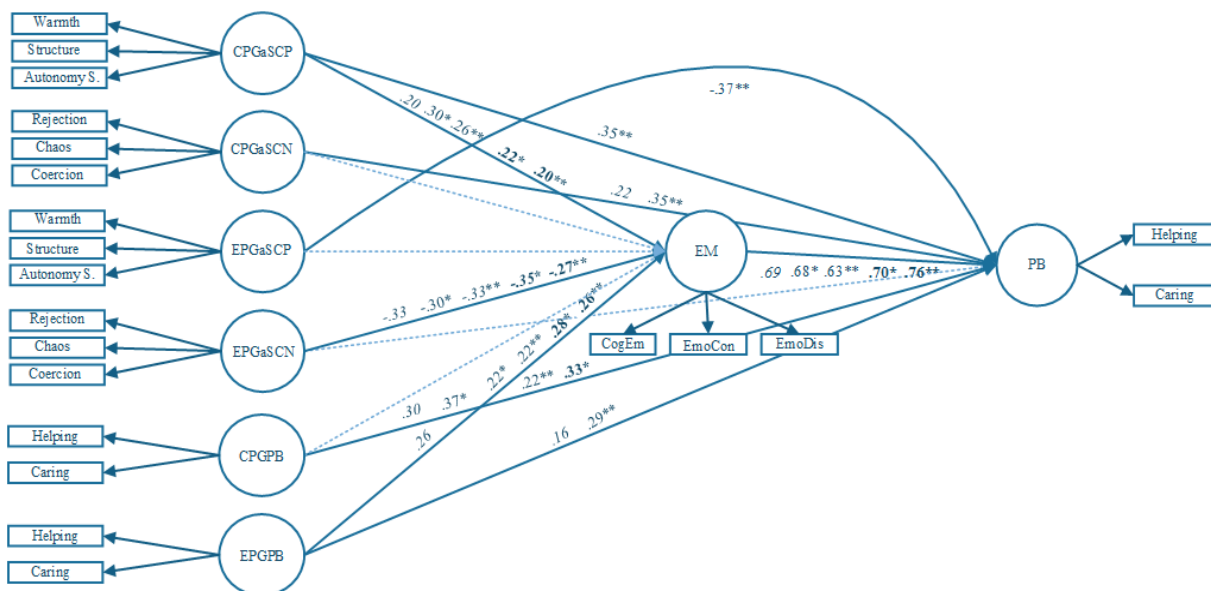 Warmth
Structure
Autonomy S.
CPGaSCP
Rejection
Chaos
Coercion
CPGaSCN
Warmth
Structure
Autonomy S.
EPGaSCP
Rejection
Chaos
Coercion
EPGaSCN
Helping
Caring
CPGPB
Helping
Caring
EPGPB
.20 .30* .26** .22* .20**
-.37**
.35**
.22 .35**
EM
CogEm
EmoCon
EmoDis
.69 .68* .63** .70* .76**
-.33 -.30* -.33** -.35* -.27**
.26 .22* .22** .28* .26**
.30 .37* .22** .33*
.16 .29**
PB
Helping
Caring